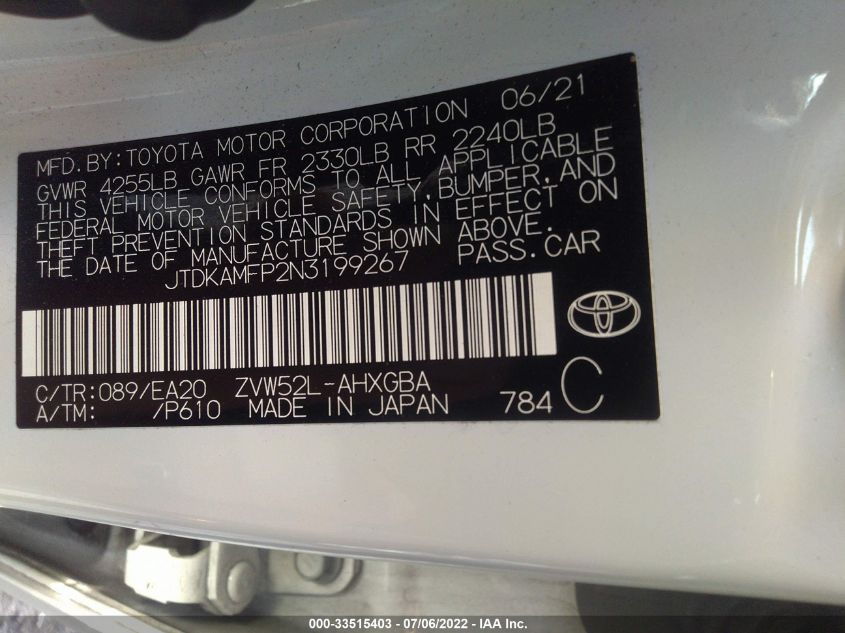 MFD.BY:TOYOTA MOTOR CORPORATION 06/21
GVWR 4255LB GAWR FR 2330LB RR 2240LB
THIS VEHICLE CONFORMS TO ALL APPLICABLE
FEDERAL MOTOR VEHICLE SAFETY,BUMPER,AND
THEFT PREVENTION STANDARDS IN EFFECT ON
THE DATE OF MANUFACTURE SHOWN ABOVE.
JTDKAMFP2N3199267 PASS.CAR
C/TR:089/EA20 ZVW52L-AHXGBA C
A/TM: /P610 MADE IN JAPAN 784
000-33515403 - 07/06/2022 - IAA Inc.